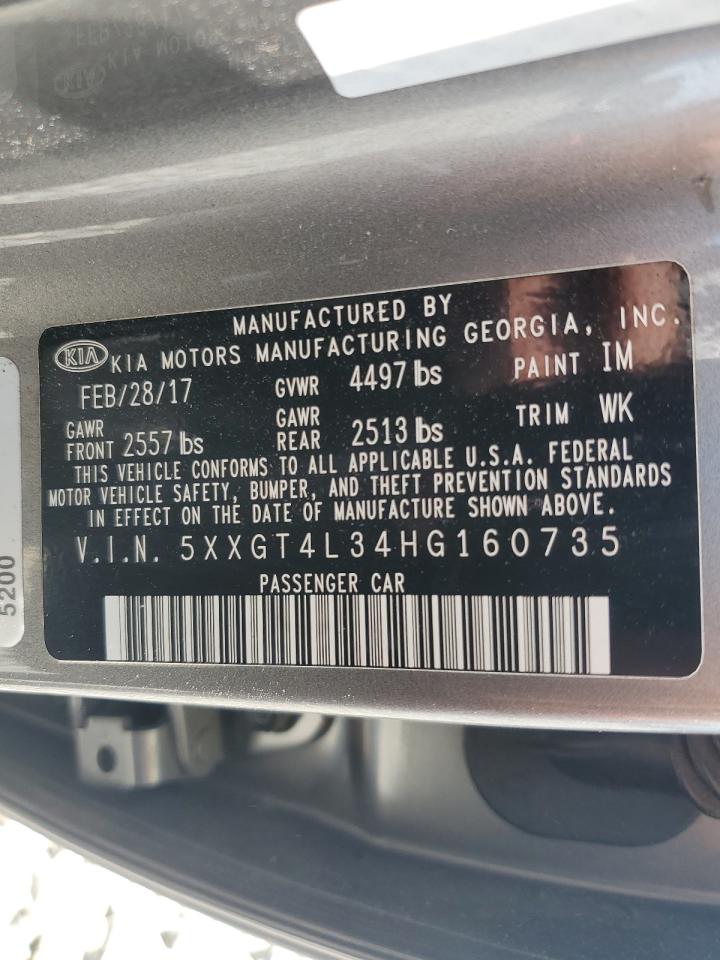 MANUFACTURED BY
KIA KIA MOTORS MANUFACTURING GEORGIA, INC.
FEB/28/17 GVWR 4497 lbs PAINT IM
GAWR FRONT 2557 lbs GAWR REAR 2513 lbs TRIM WK
THIS VEHICLE CONFORMS TO ALL APPLICABLE U.S.A. FEDERAL
MOTOR VEHICLE SAFETY, BUMPER, AND THEFT PREVENTION STANDARDS
IN EFFECT ON THE DATE OF MANUFACTURE SHOWN ABOVE.
V.I.N. 5XXGT4L34HG160735
PASSENGER CAR
5200